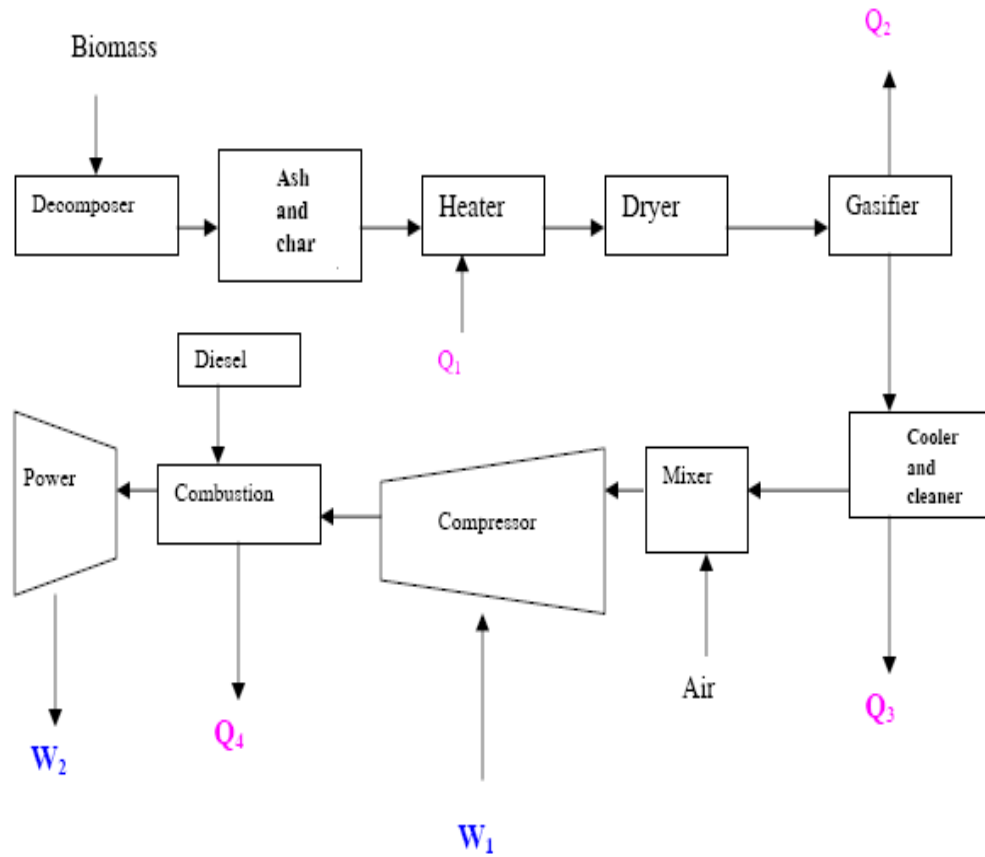 Biomass
Q₂
Decomposer
Ash
and
char
Heater
Dryer
Gasifier
Q₁
Diesel
Power
Combustion
Compressor
Mixer
Cooler
and
cleaner
Air
Q₃
Q₄
W₂
W₁